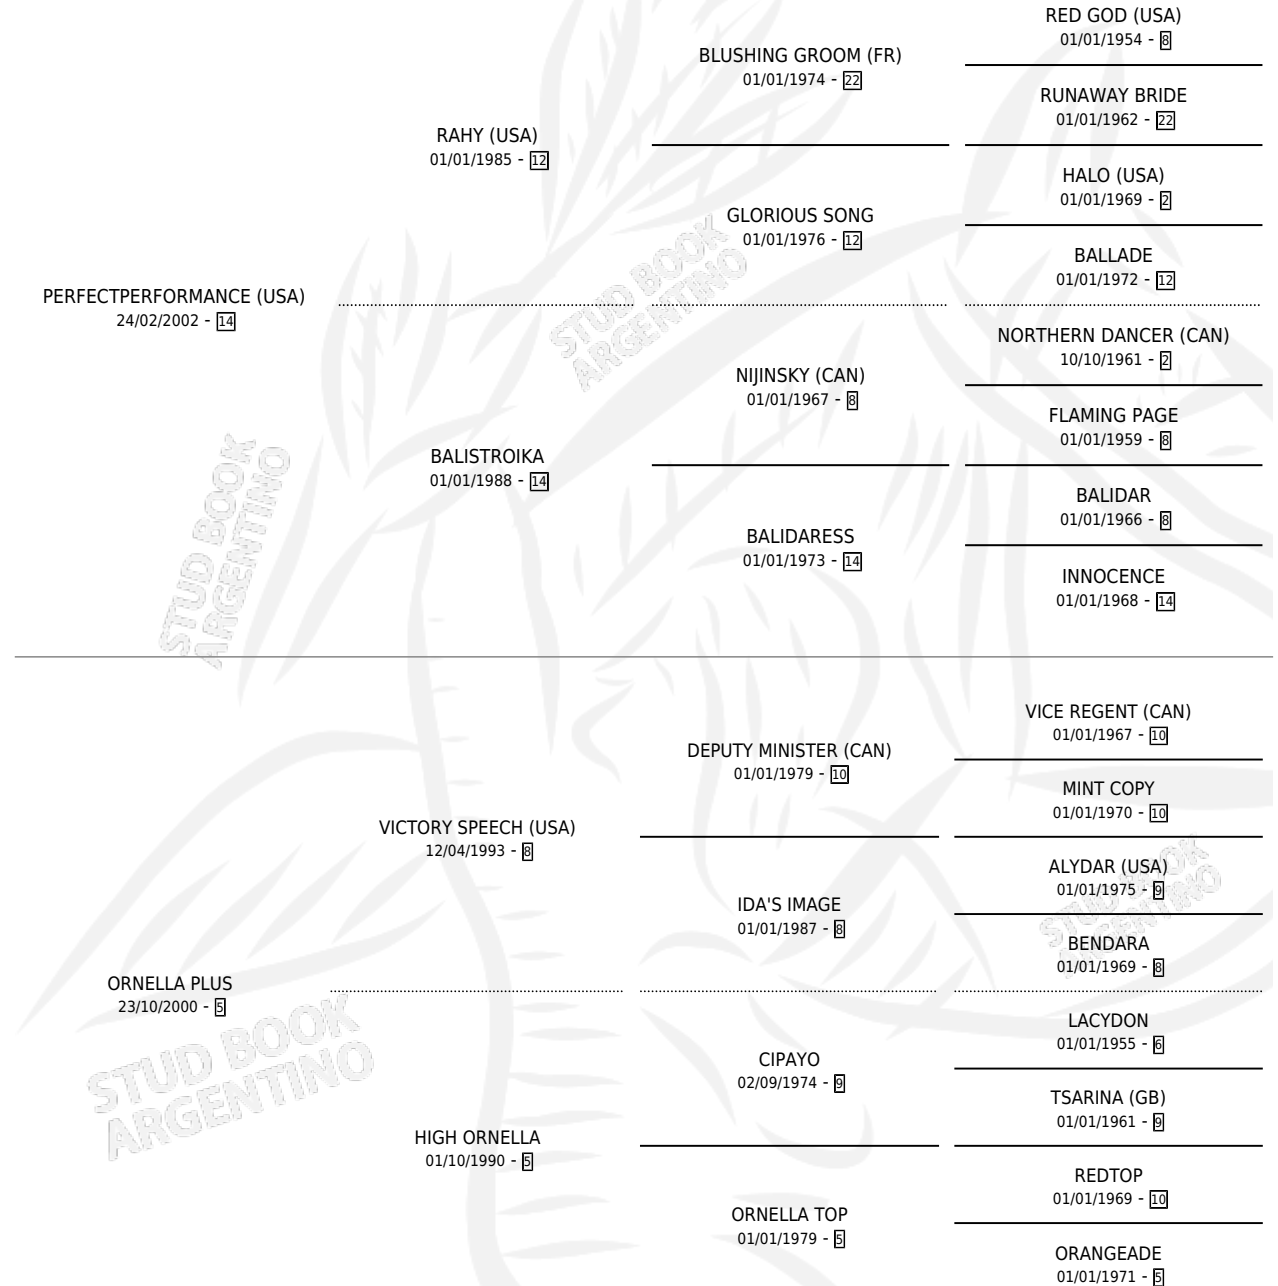 RED GOD (USA)
01/01/1954 - 8
BLUSHING GROOM (FR)
01/01/1974 - 22
RUNAWAY BRIDE
01/01/1962 - 22
RAHY (USA)
01/01/1985 - 12
HALO (USA)
01/01/1969 - 2
GLORIOUS SONG
01/01/1976 - 12
BALLADE
01/01/1972 - 12
PERFECTPERFORMANCE (USA)
24/02/2002 - 14
NORTHERN DANCER (CAN)
10/10/1961 - 2
NIJINSKY (CAN)
01/01/1967 - 8
FLAMING PAGE
01/01/1959 - 8
BALISTROIKA
01/01/1988 - 14
BALIDAR
01/01/1966 - 8
BALIDARESS
01/01/1973 - 14
INNOCENCE
01/01/1968 - 14
STUD BOOK
ARGENTINO
STUD BOOK
ARGENTINO
VICE REGENT (CAN)
01/01/1967 - 10
DEPUTY MINISTER (CAN)
01/01/1979 - 10
MINT COPY
01/01/1970 - 10
VICTORY SPEECH (USA)
12/04/1993 - 8
ALYDAR (USA)
01/01/1975 - 9
IDA'S IMAGE
01/01/1987 - 8
BENDARA
01/01/1969 - 8
ORNELLA PLUS
23/10/2000 - 5
LACYDON
01/01/1955 - 6
CIPAYO
02/09/1974 - 9
TSARINA (GB)
01/01/1961 - 9
HIGH ORNELLA
01/10/1990 - 5
REDTOP
01/01/1969 - 10
ORNELLA TOP
01/01/1979 - 5
ORANGEADE
01/01/1971 - 5
STUD BOOK
ARGENTINO
STUD BOOK
ARGENTINO